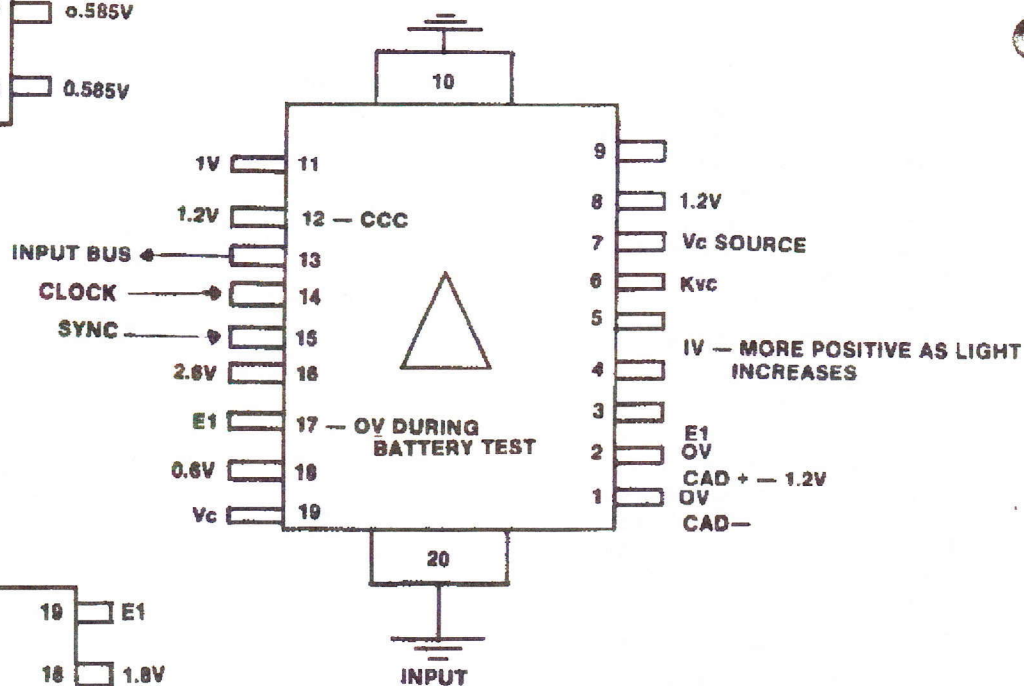 0.585V
0.585V
10
11
1V
12 — CCC
1.2V
13
INPUT BUS
14
CLOCK
15
SYNC
16
2.6V
17 — OV DURING
BATTERY TEST
E1
18
0.6V
19
Vc
9
8
1.2V
7
Vc SOURCE
6
Kvc
5
4
IV — MORE POSITIVE AS LIGHT
INCREASES
3
E1
2
OV
CAD + — 1.2V
1
OV
CAD—
20
INPUT
19
E1
18
1.8V